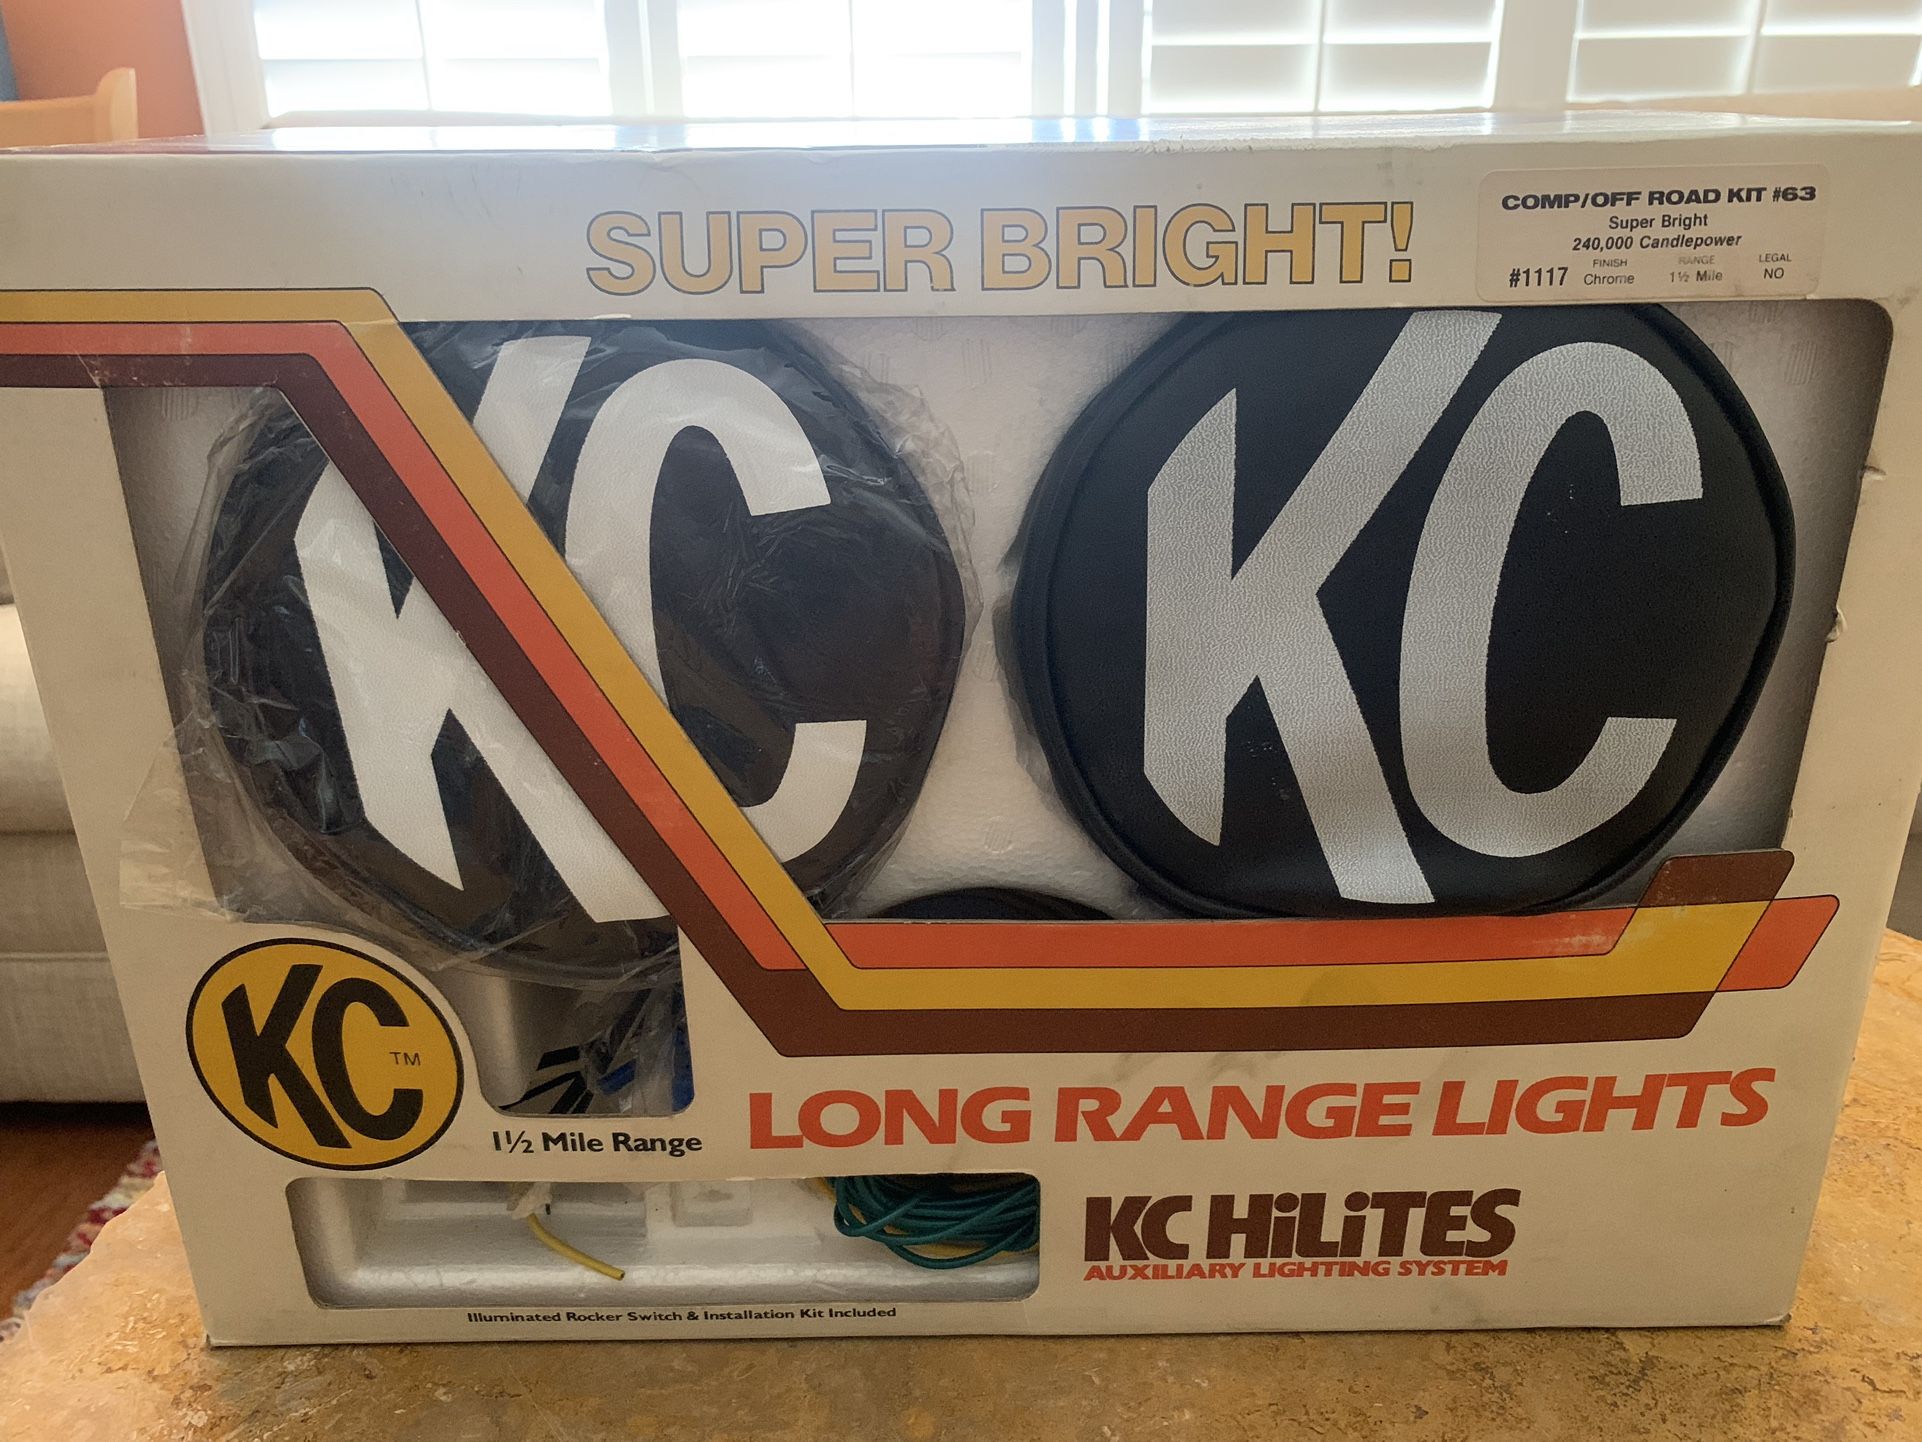 SUPER BRIGHT!
COMP/OFF ROAD KIT #63
Super Bright
240,000 Candlepower
FINISH RANGE LEGAL
#1117 Chrome 1½ Mile NO
KC
KC
KC TM
1½ Mile Range
LONG RANGE LIGHTS
KC HiLiTES
AUXILIARY LIGHTING SYSTEM
Illuminated Rocker Switch & Installation Kit Included